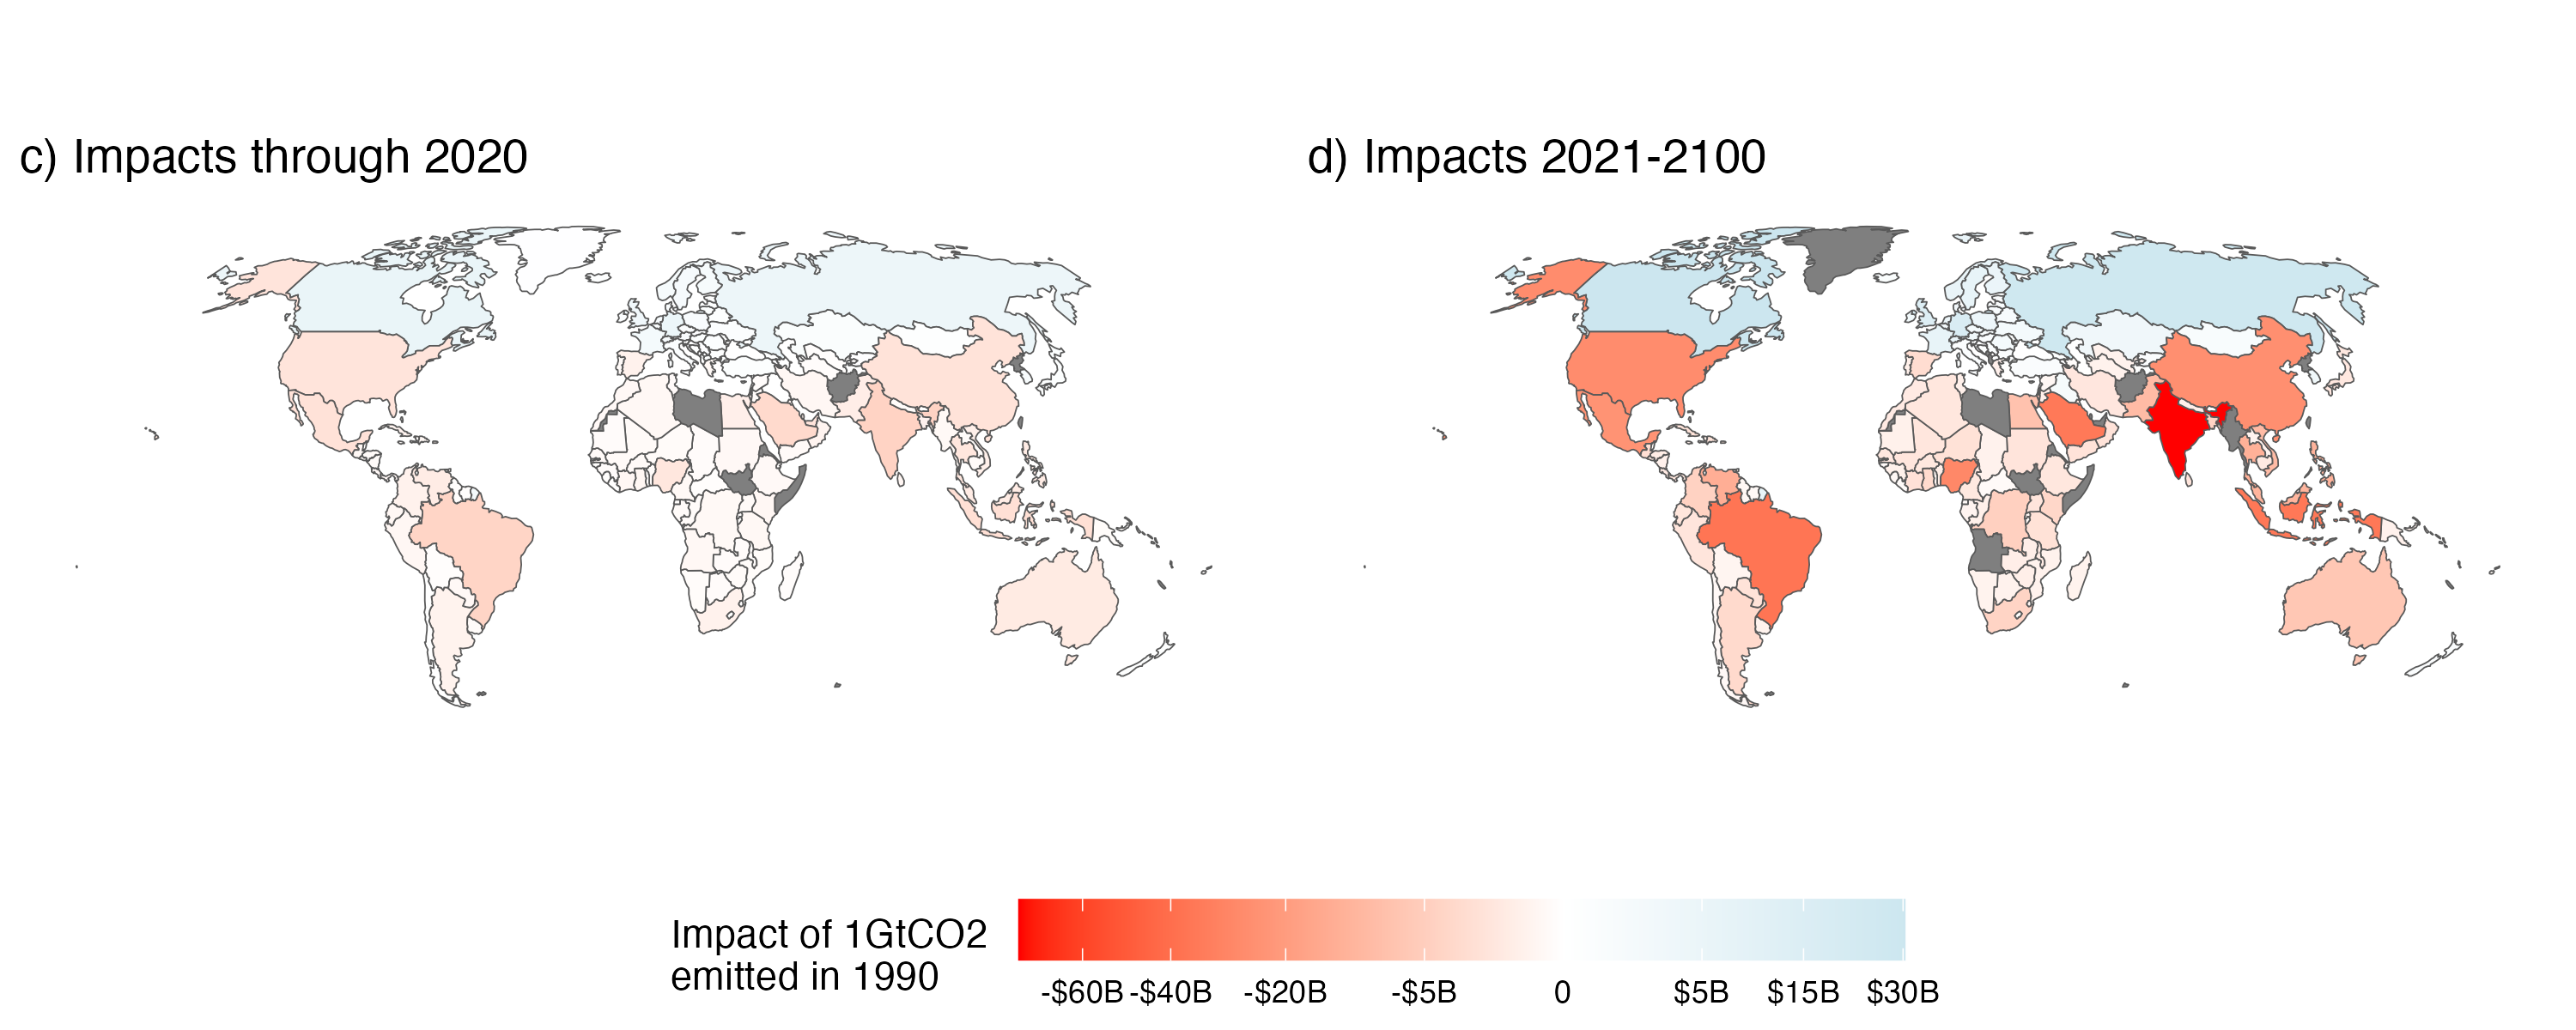 c) Impacts through 2020
d) Impacts 2021-2100
Impact of 1GtCO2
emitted in 1990
-$60B -$40B -$20B -$5B 0 $5B $15B $30B